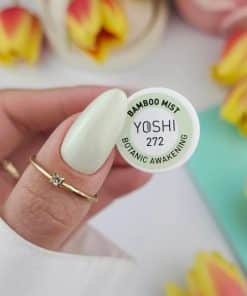 BAMBOO MIST
YOSHI
272
BOTANIC AWAKENING